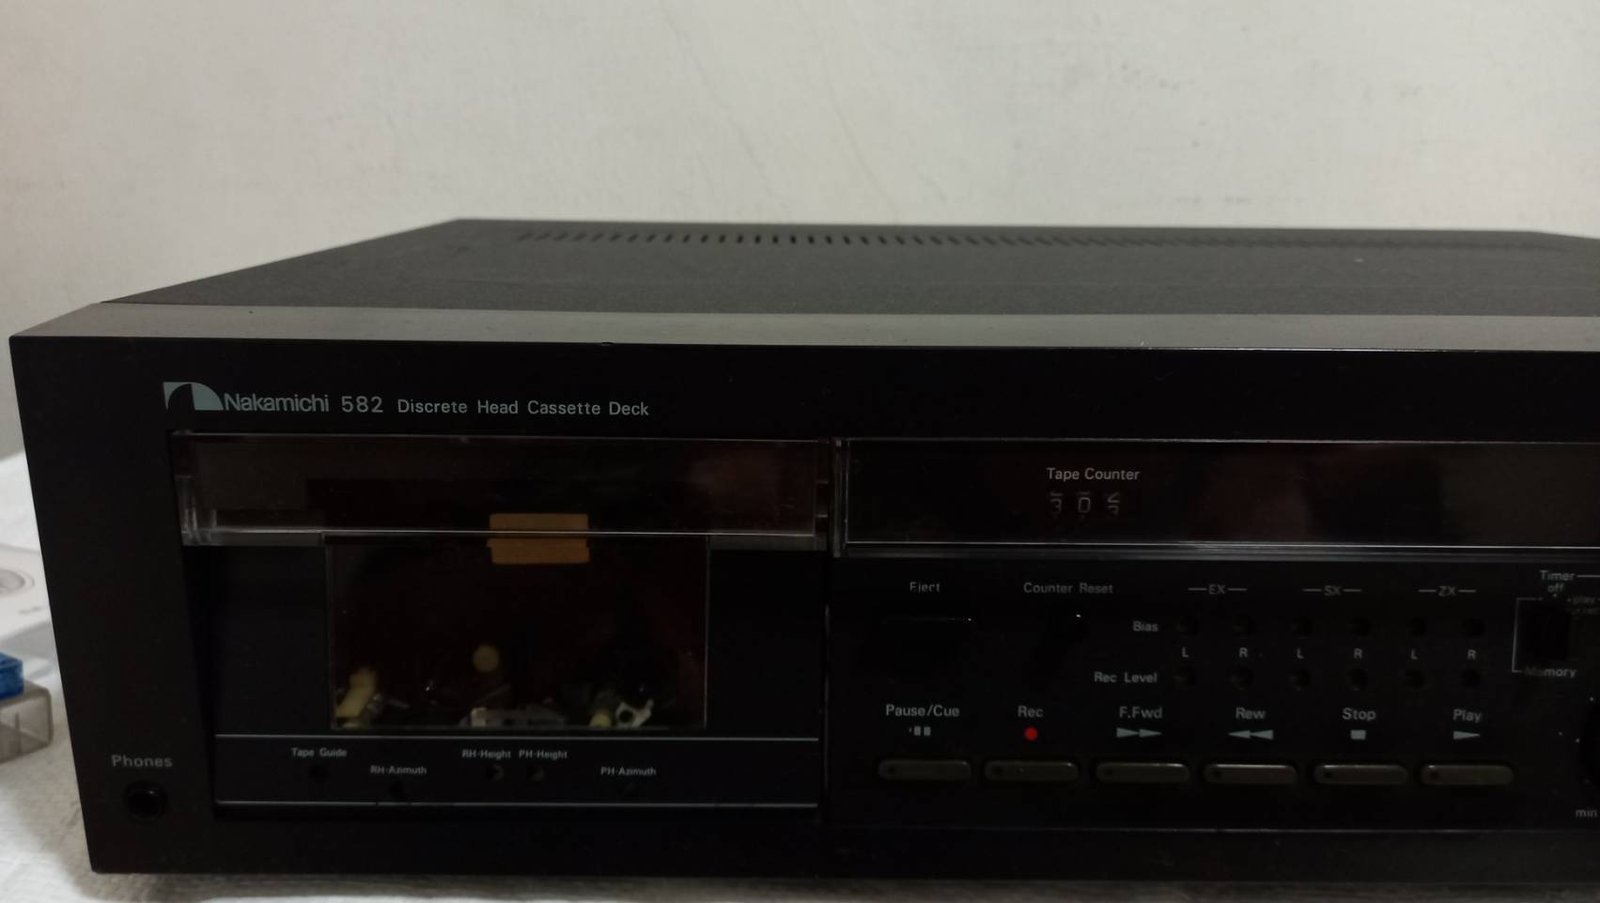 Nakamichi 582 Discrete Head Cassette Deck
Tape Counter
Eject
Counter Reset
EX
SX
ZX
Timer
off
Bias
L R L R L R
Rec Level
Memory
Pause/Cue
Rec
F.Fwd
Rew
Stop
Play
Tape Guide
RH-Azimuth
RH-Height
PH-Height
PH-Azimuth
Phones
min